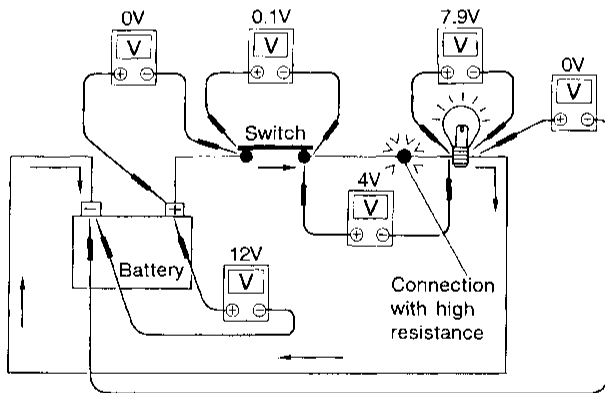 0V
0.1V
7.9V
0V
V
V
V
V
+ −
+ −
+ −
+ −
Switch
4V
V
+ −
− +
Battery
12V
V
+ −
Connection
with high
resistance